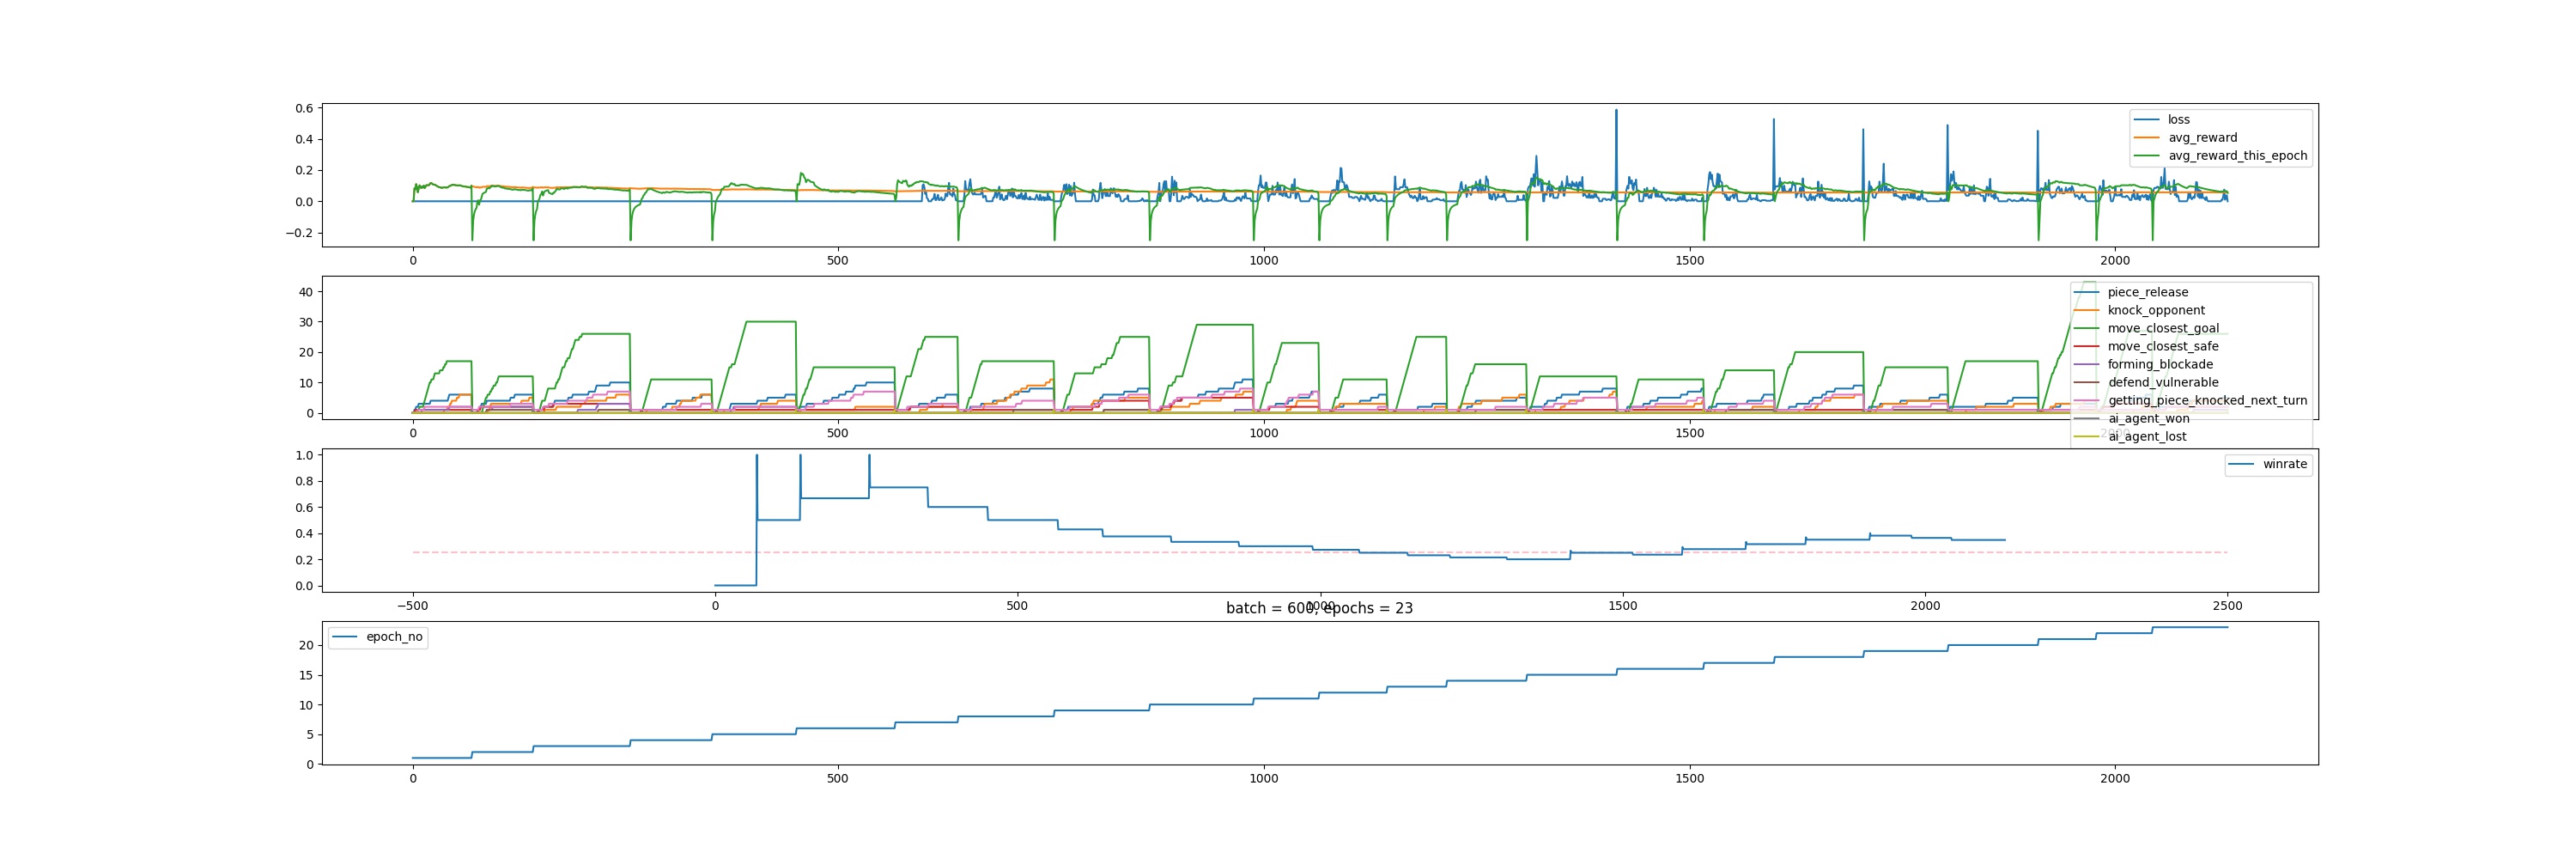 0.6
0.4
0.2
0.0
−0.2
loss
avg_reward
avg_reward_this_epoch
0 500 1000 1500 2000
40
30
20
10
0
piece_release
knock_opponent
move_closest_goal
move_closest_safe
forming_blockade
defend_vulnerable
getting_piece_knocked_next_turn
ai_agent_won
ai_agent_lost
0 500 1000 1500 2000
1.0
0.8
0.6
0.4
0.2
0.0
winrate
−500 0 500 1000 1500 2000 2500
batch = 600, epochs = 23
20
15
10
5
0
epoch_no
0 500 1000 1500 2000